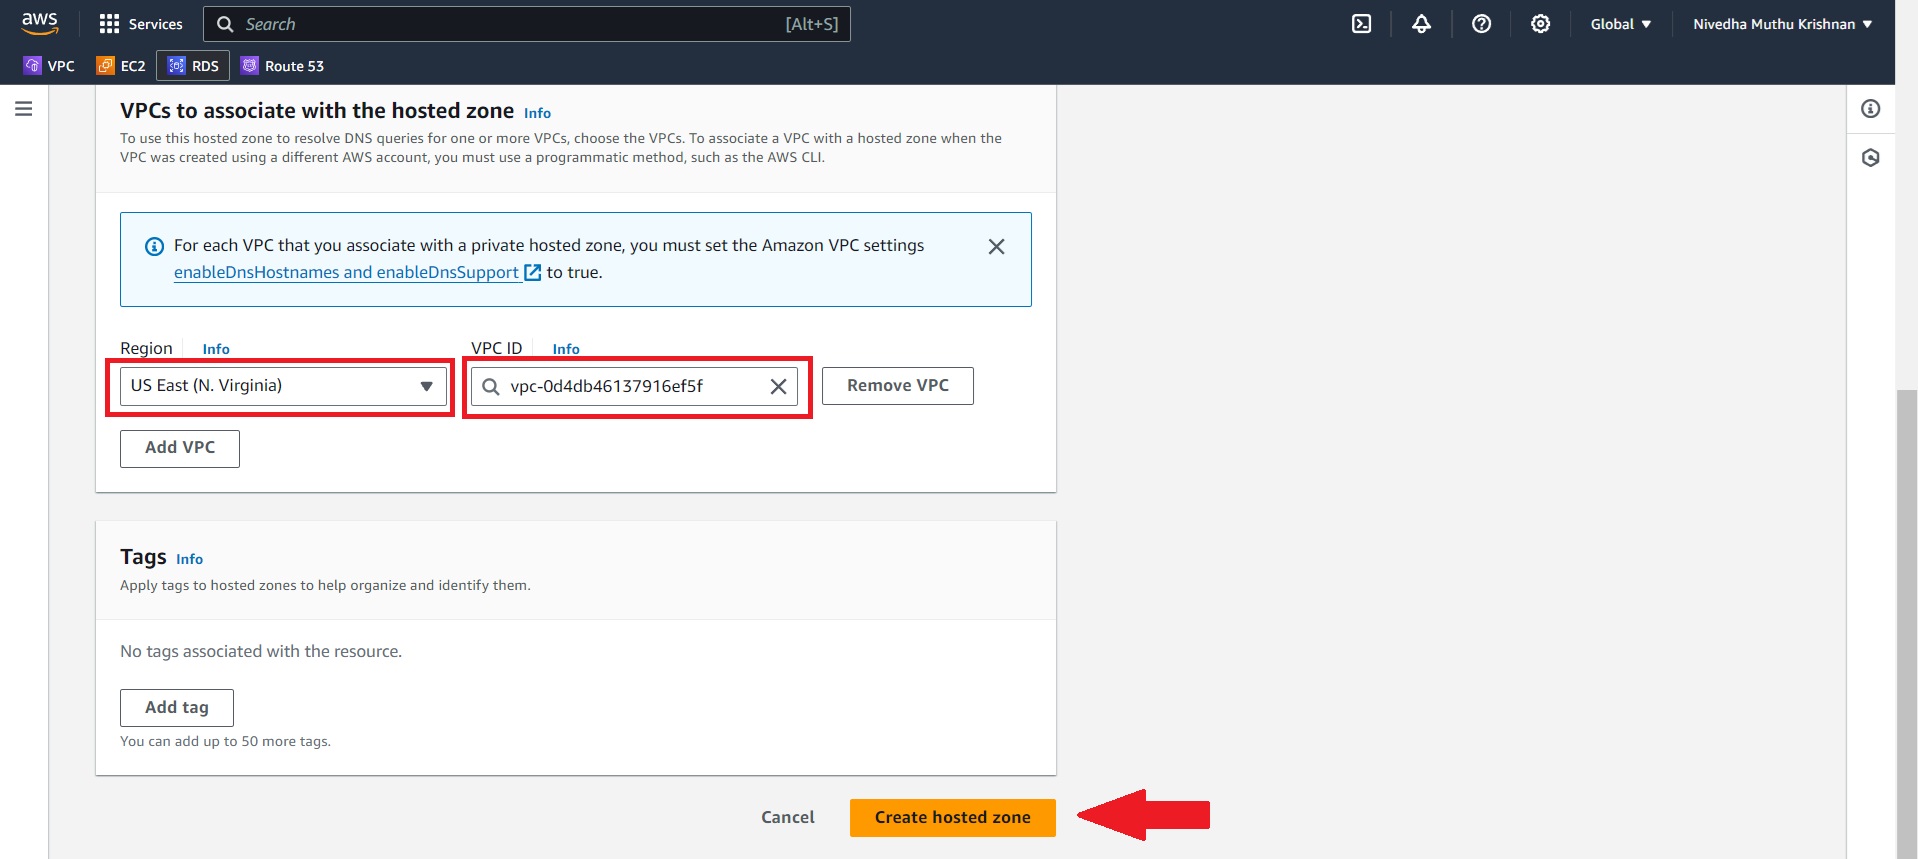 aws
Services
Search
[Alt+S]
Global
Nivedha Muthu Krishnan
VPC
EC2
RDS
Route 53
VPCs to associate with the hosted zone Info
To use this hosted zone to resolve DNS queries for one or more VPCs, choose the VPCs. To associate a VPC with a hosted zone when the
VPC was created using a different AWS account, you must use a programmatic method, such as the AWS CLI.
For each VPC that you associate with a private hosted zone, you must set the Amazon VPC settings
enableDnsHostnames and enableDnsSupport to true.
Region Info
VPC ID Info
US East (N. Virginia)
vpc-0d4db46137916ef5f
Remove VPC
Add VPC
Tags Info
Apply tags to hosted zones to help organize and identify them.
No tags associated with the resource.
Add tag
You can add up to 50 more tags.
Cancel
Create hosted zone